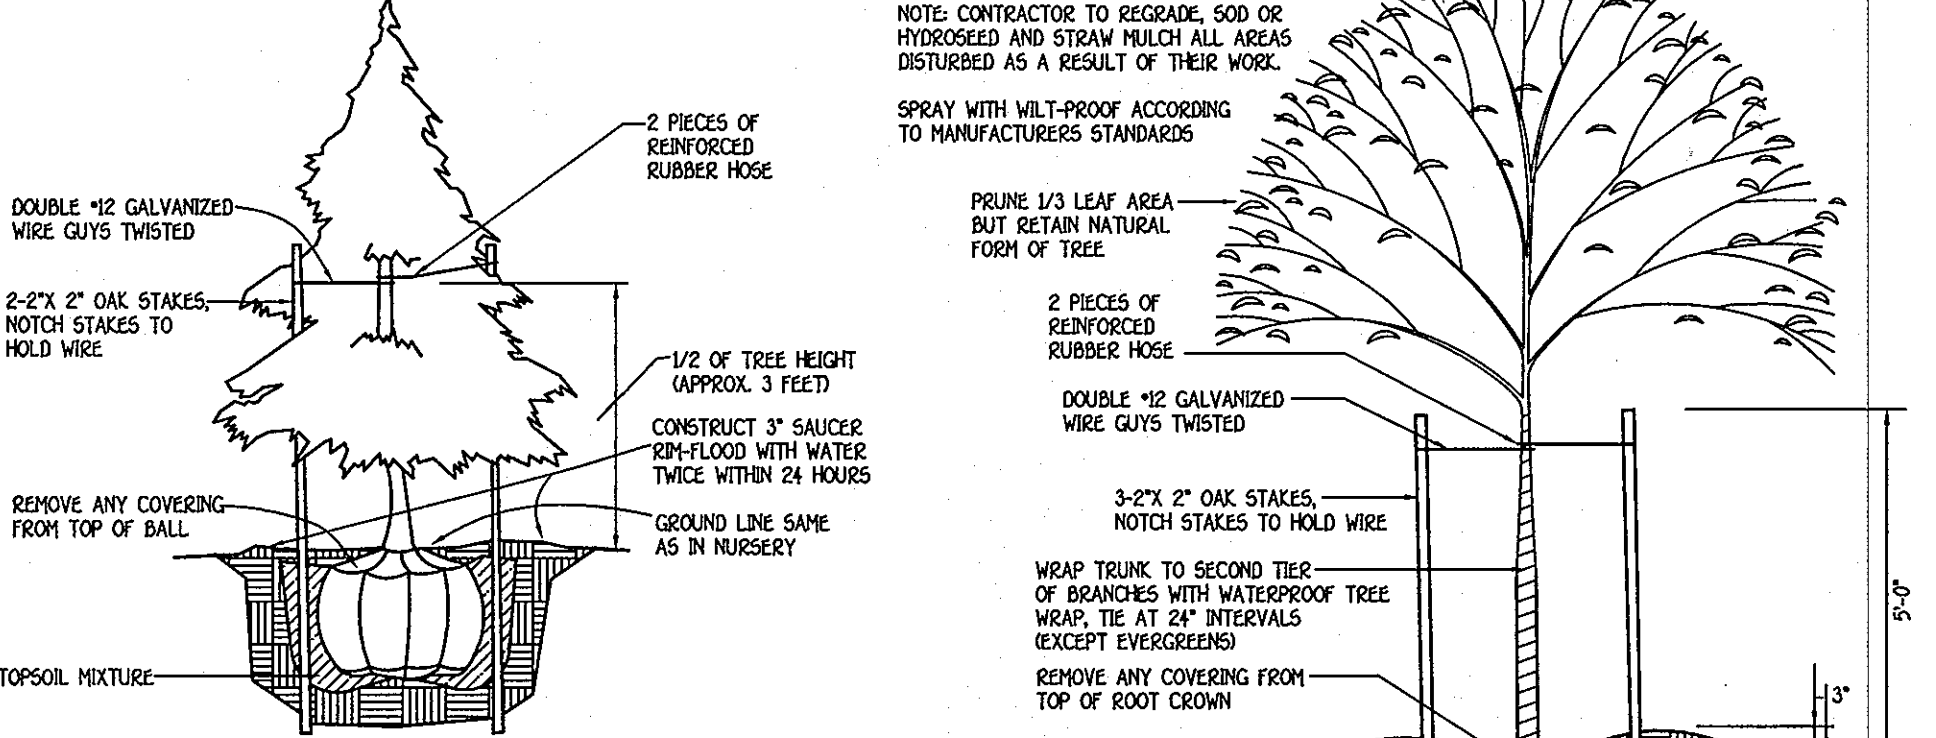 2 PIECES OF
REINFORCED
RUBBER HOSE
DOUBLE #12 GALVANIZED
WIRE GUYS TWISTED
2-2"X 2" OAK STAKES,
NOTCH STAKES TO
HOLD WIRE
1/2 OF TREE HEIGHT
(APPROX. 3 FEET)
CONSTRUCT 3" SAUCER
RIM-FLOOD WITH WATER
TWICE WITHIN 24 HOURS
REMOVE ANY COVERING
FROM TOP OF BALL
GROUND LINE SAME
AS IN NURSERY
TOPSOIL MIXTURE
NOTE: CONTRACTOR TO REGRADE, SOD OR
HYDROSEED AND STRAW MULCH ALL AREAS
DISTURBED AS A RESULT OF THEIR WORK.
SPRAY WITH WILT-PROOF ACCORDING
TO MANUFACTURERS STANDARDS
PRUNE 1/3 LEAF AREA
BUT RETAIN NATURAL
FORM OF TREE
2 PIECES OF
REINFORCED
RUBBER HOSE
DOUBLE #12 GALVANIZED
WIRE GUYS TWISTED
3-2"X 2" OAK STAKES,
NOTCH STAKES TO HOLD WIRE
WRAP TRUNK TO SECOND TIER
OF BRANCHES WITH WATERPROOF TREE
WRAP, TIE AT 24" INTERVALS
(EXCEPT EVERGREENS)
REMOVE ANY COVERING FROM
TOP OF ROOT CROWN
5'-0"
3"